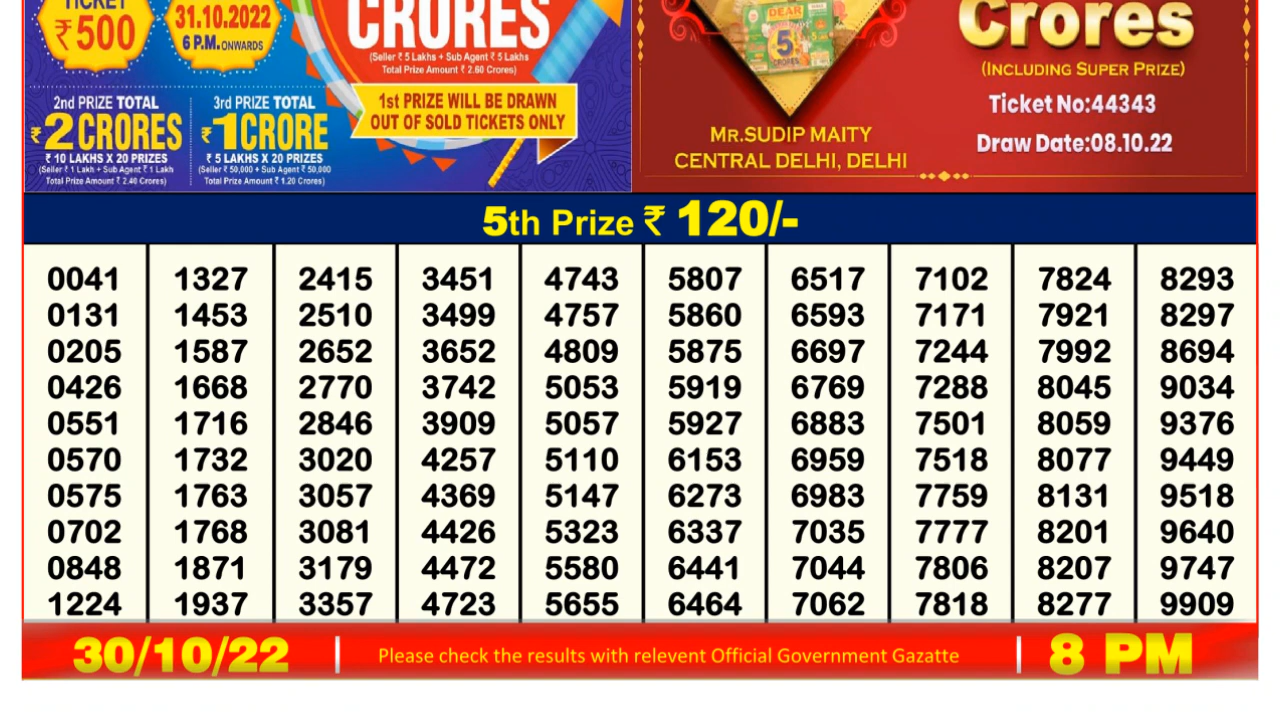 TICKET
₹500
31.10.2022
6 P.M. ONWARDS
CRORES
(Seller ₹ 5 Lakhs + Sub Agent ₹ 5 Lakhs
Total Prize Amount ₹ 2.60 Crores)
1st PRIZE WILL BE DRAWN
OUT OF SOLD TICKETS ONLY
2nd PRIZE TOTAL
₹2 CRORES
₹ 10 LAKHS X 20 PRIZES
(Seller ₹ 1 Lakh + Sub Agent ₹ 1 Lakh
Total Prize Amount ₹ 2.40 Crores)
3rd PRIZE TOTAL
₹1 CRORE
₹ 5 LAKHS X 20 PRIZES
(Seller ₹ 50,000 + Sub Agent ₹ 50,000
Total Prize Amount ₹ 1.20 Crores)
DEAR
5
CRORES
MR.SUDIP MAITY
CENTRAL DELHI, DELHI
Crores
(INCLUDING SUPER PRIZE)
Ticket No:44343
Draw Date:08.10.22
5th Prize ₹ 120/-
0041 1327 2415 3451 4743 5807 6517 7102 7824 8293
0131 1453 2510 3499 4757 5860 6593 7171 7921 8297
0205 1587 2652 3652 4809 5875 6697 7244 7992 8694
0426 1668 2770 3742 5053 5919 6769 7288 8045 9034
0551 1716 2846 3909 5057 5927 6883 7501 8059 9376
0570 1732 3020 4257 5110 6153 6959 7518 8077 9449
0575 1763 3057 4369 5147 6273 6983 7759 8131 9518
0702 1768 3081 4426 5323 6337 7035 7777 8201 9640
0848 1871 3179 4472 5580 6441 7044 7806 8207 9747
1224 1937 3357 4723 5655 6464 7062 7818 8277 9909
30/10/22 Please check the results with relevent Official Government Gazatte 8 PM